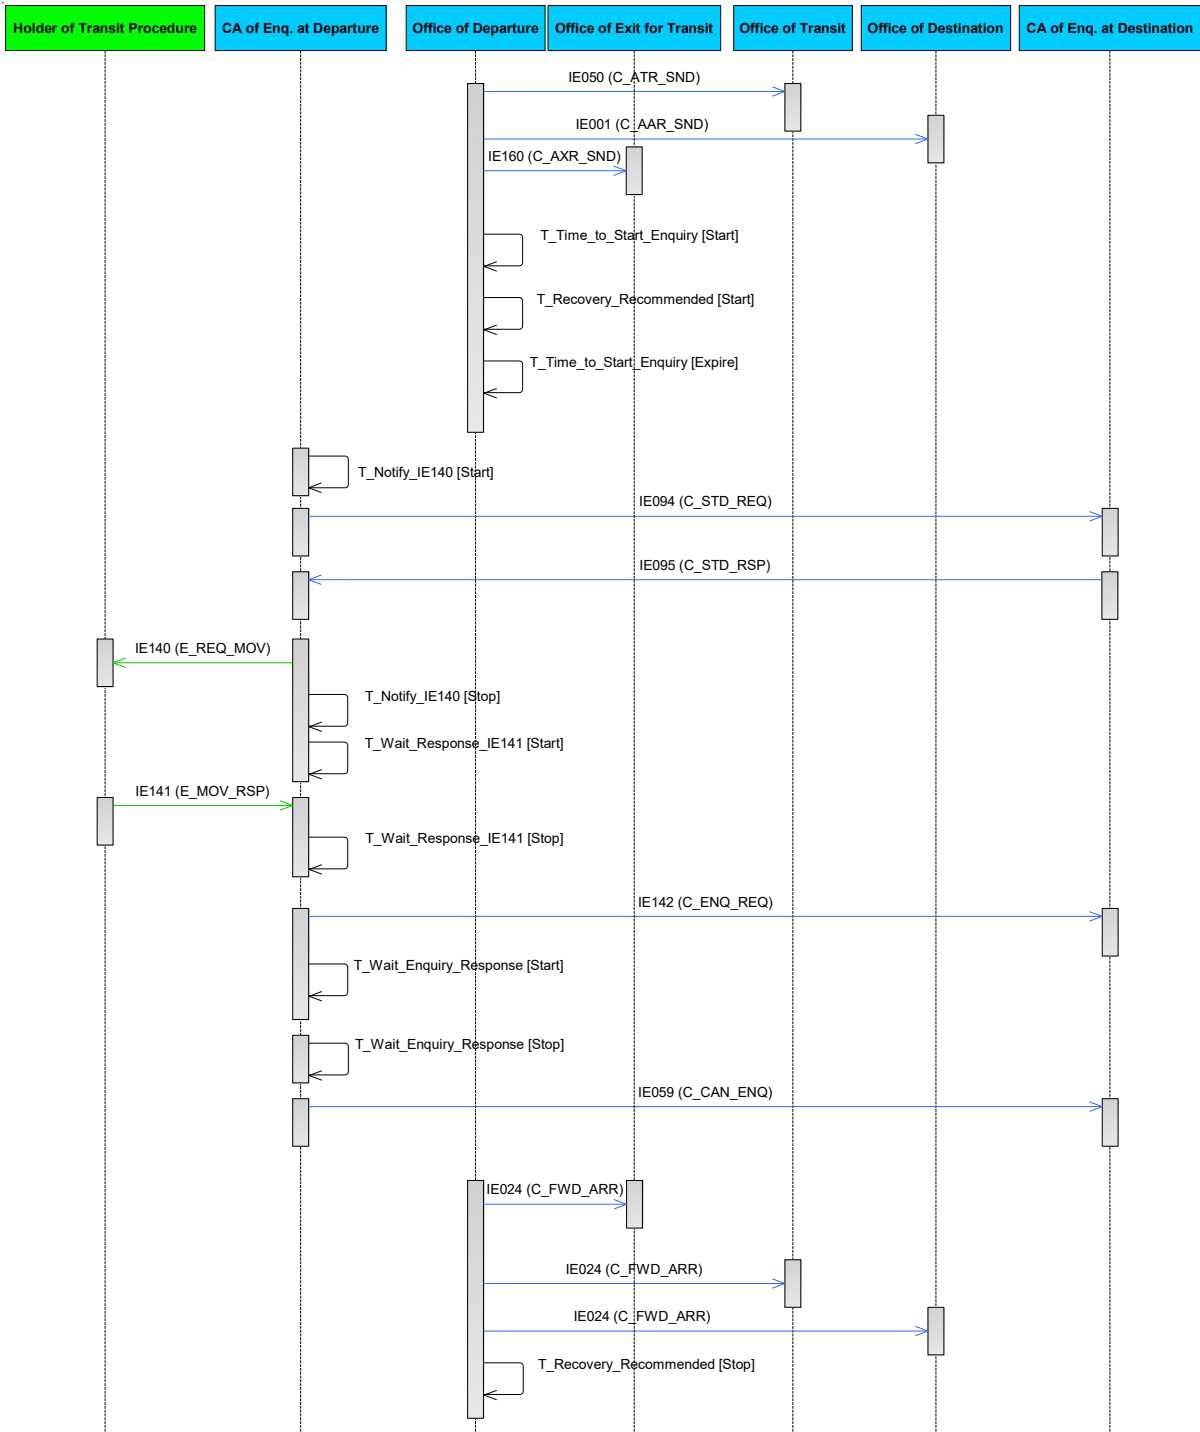 Holder of Transit Procedure
CA of Enq. at Departure
Office of Departure
Office of Exit for Transit
Office of Transit
Office of Destination
CA of Enq. at Destination
IE050 (C_ATR_SND)
IE001 (C_AAR_SND)
IE160 (C_AXR_SND)
T_Time_to_Start_Enquiry [Start]
T_Recovery_Recommended [Start]
T_Time_to_Start_Enquiry [Expire]
T_Notify_IE140 [Start]
IE094 (C_STD_REQ)
IE095 (C_STD_RSP)
IE140 (E_REQ_MOV)
T_Notify_IE140 [Stop]
T_Wait_Response_IE141 [Start]
IE141 (E_MOV_RSP)
T_Wait_Response_IE141 [Stop]
IE142 (C_ENQ_REQ)
T_Wait_Enquiry_Response [Start]
T_Wait_Enquiry_Response [Stop]
IE059 (C_CAN_ENQ)
IE024 (C_FWD_ARR)
IE024 (C_FWD_ARR)
IE024 (C_FWD_ARR)
T_Recovery_Recommended [Stop]